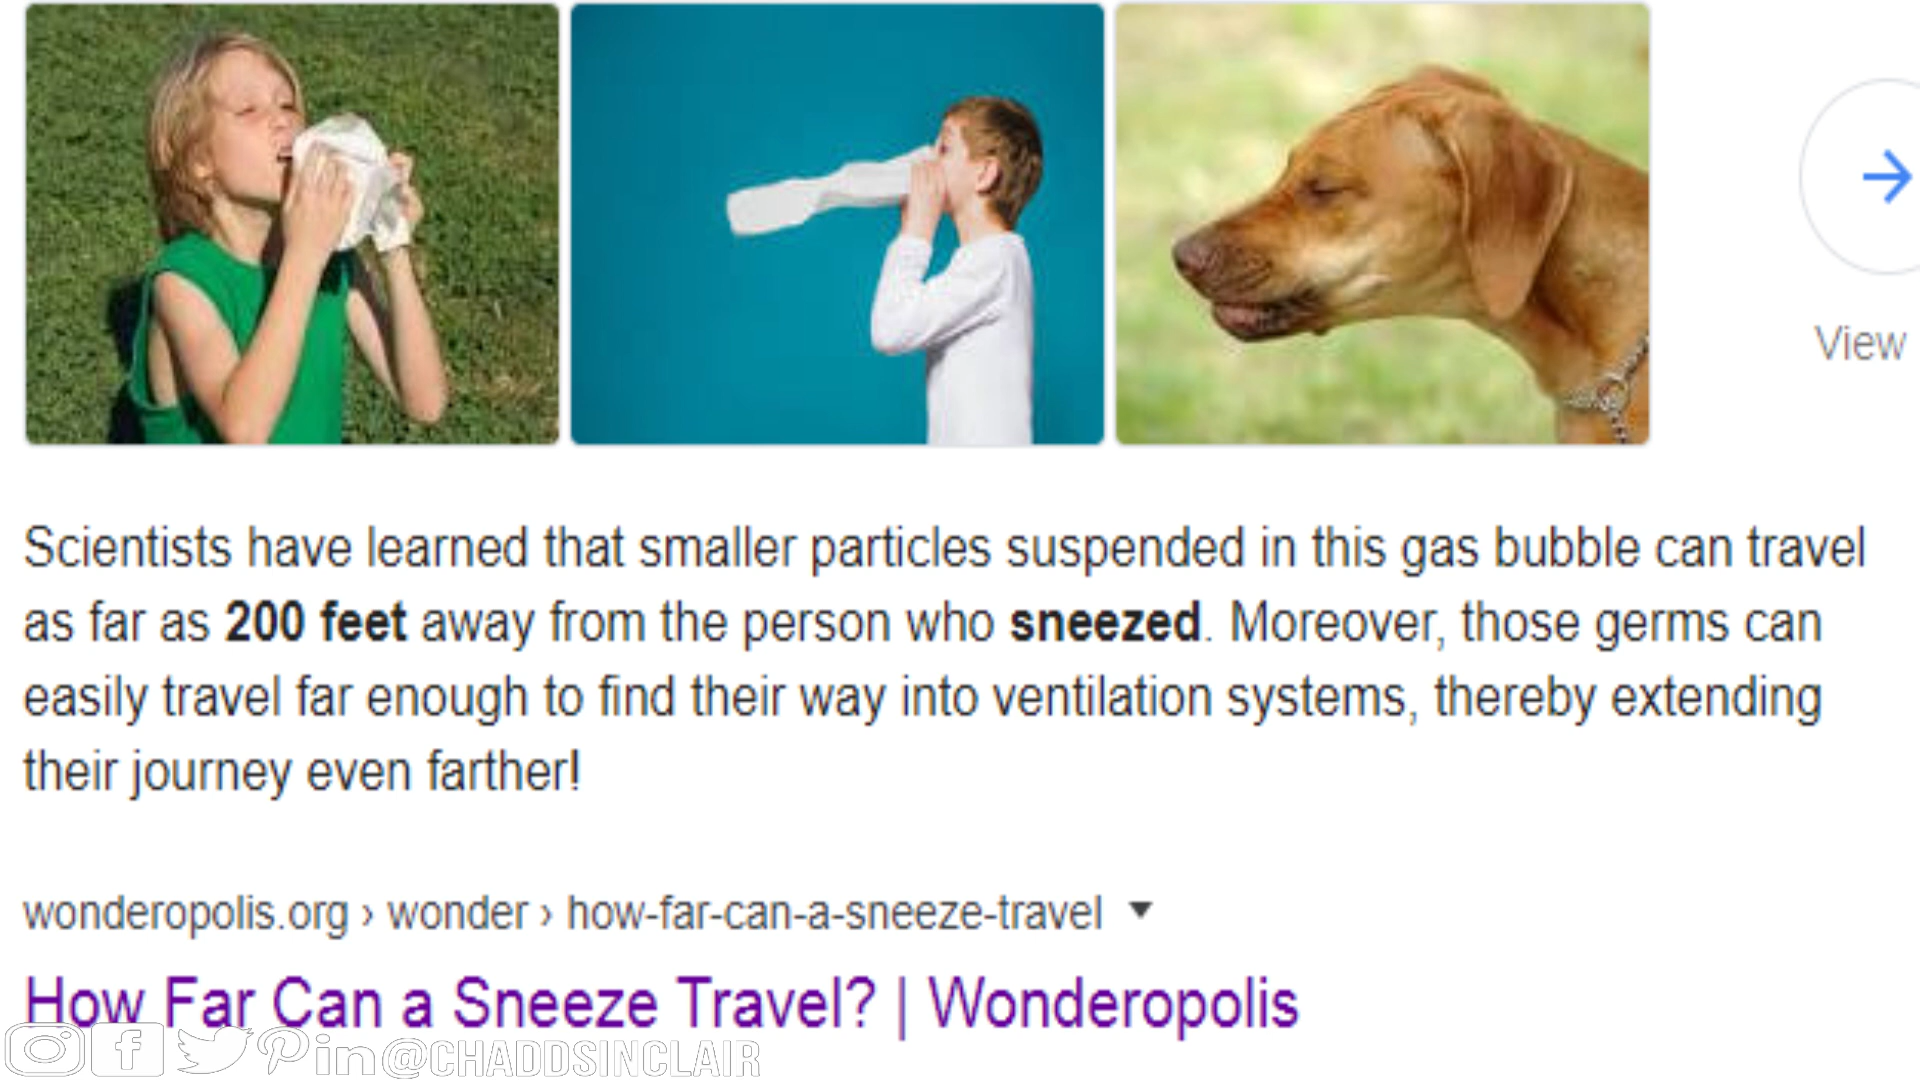 View
Scientists have learned that smaller particles suspended in this gas bubble can travel
as far as 200 feet away from the person who sneezed. Moreover, those germs can
easily travel far enough to find their way into ventilation systems, thereby extending
their journey even farther!
wonderopolis.org › wonder › how-far-can-a-sneeze-travel
How Far Can a Sneeze Travel? | Wonderopolis
@CHADDSINCLAIR